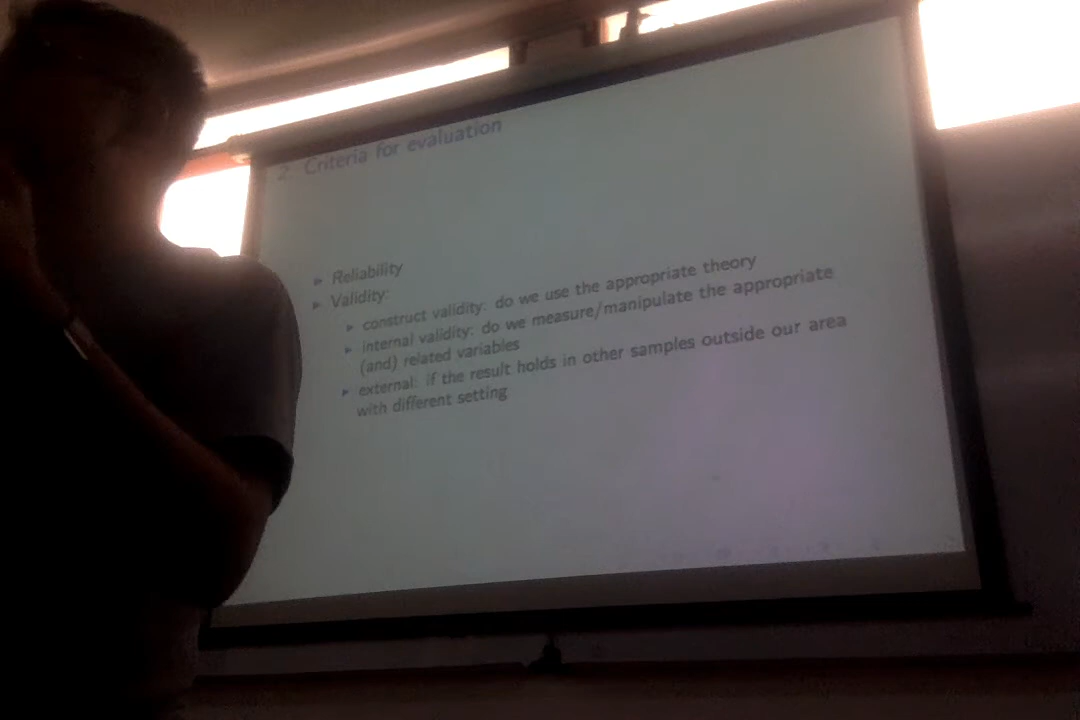 2 Criteria for evaluation
► Reliability
► Validity:
► construct validity: do we use the appropriate theory
► internal validity: do we measure/manipulate the appropriate
(and) related variables
► external: if the result holds in other samples outside our area
with different setting